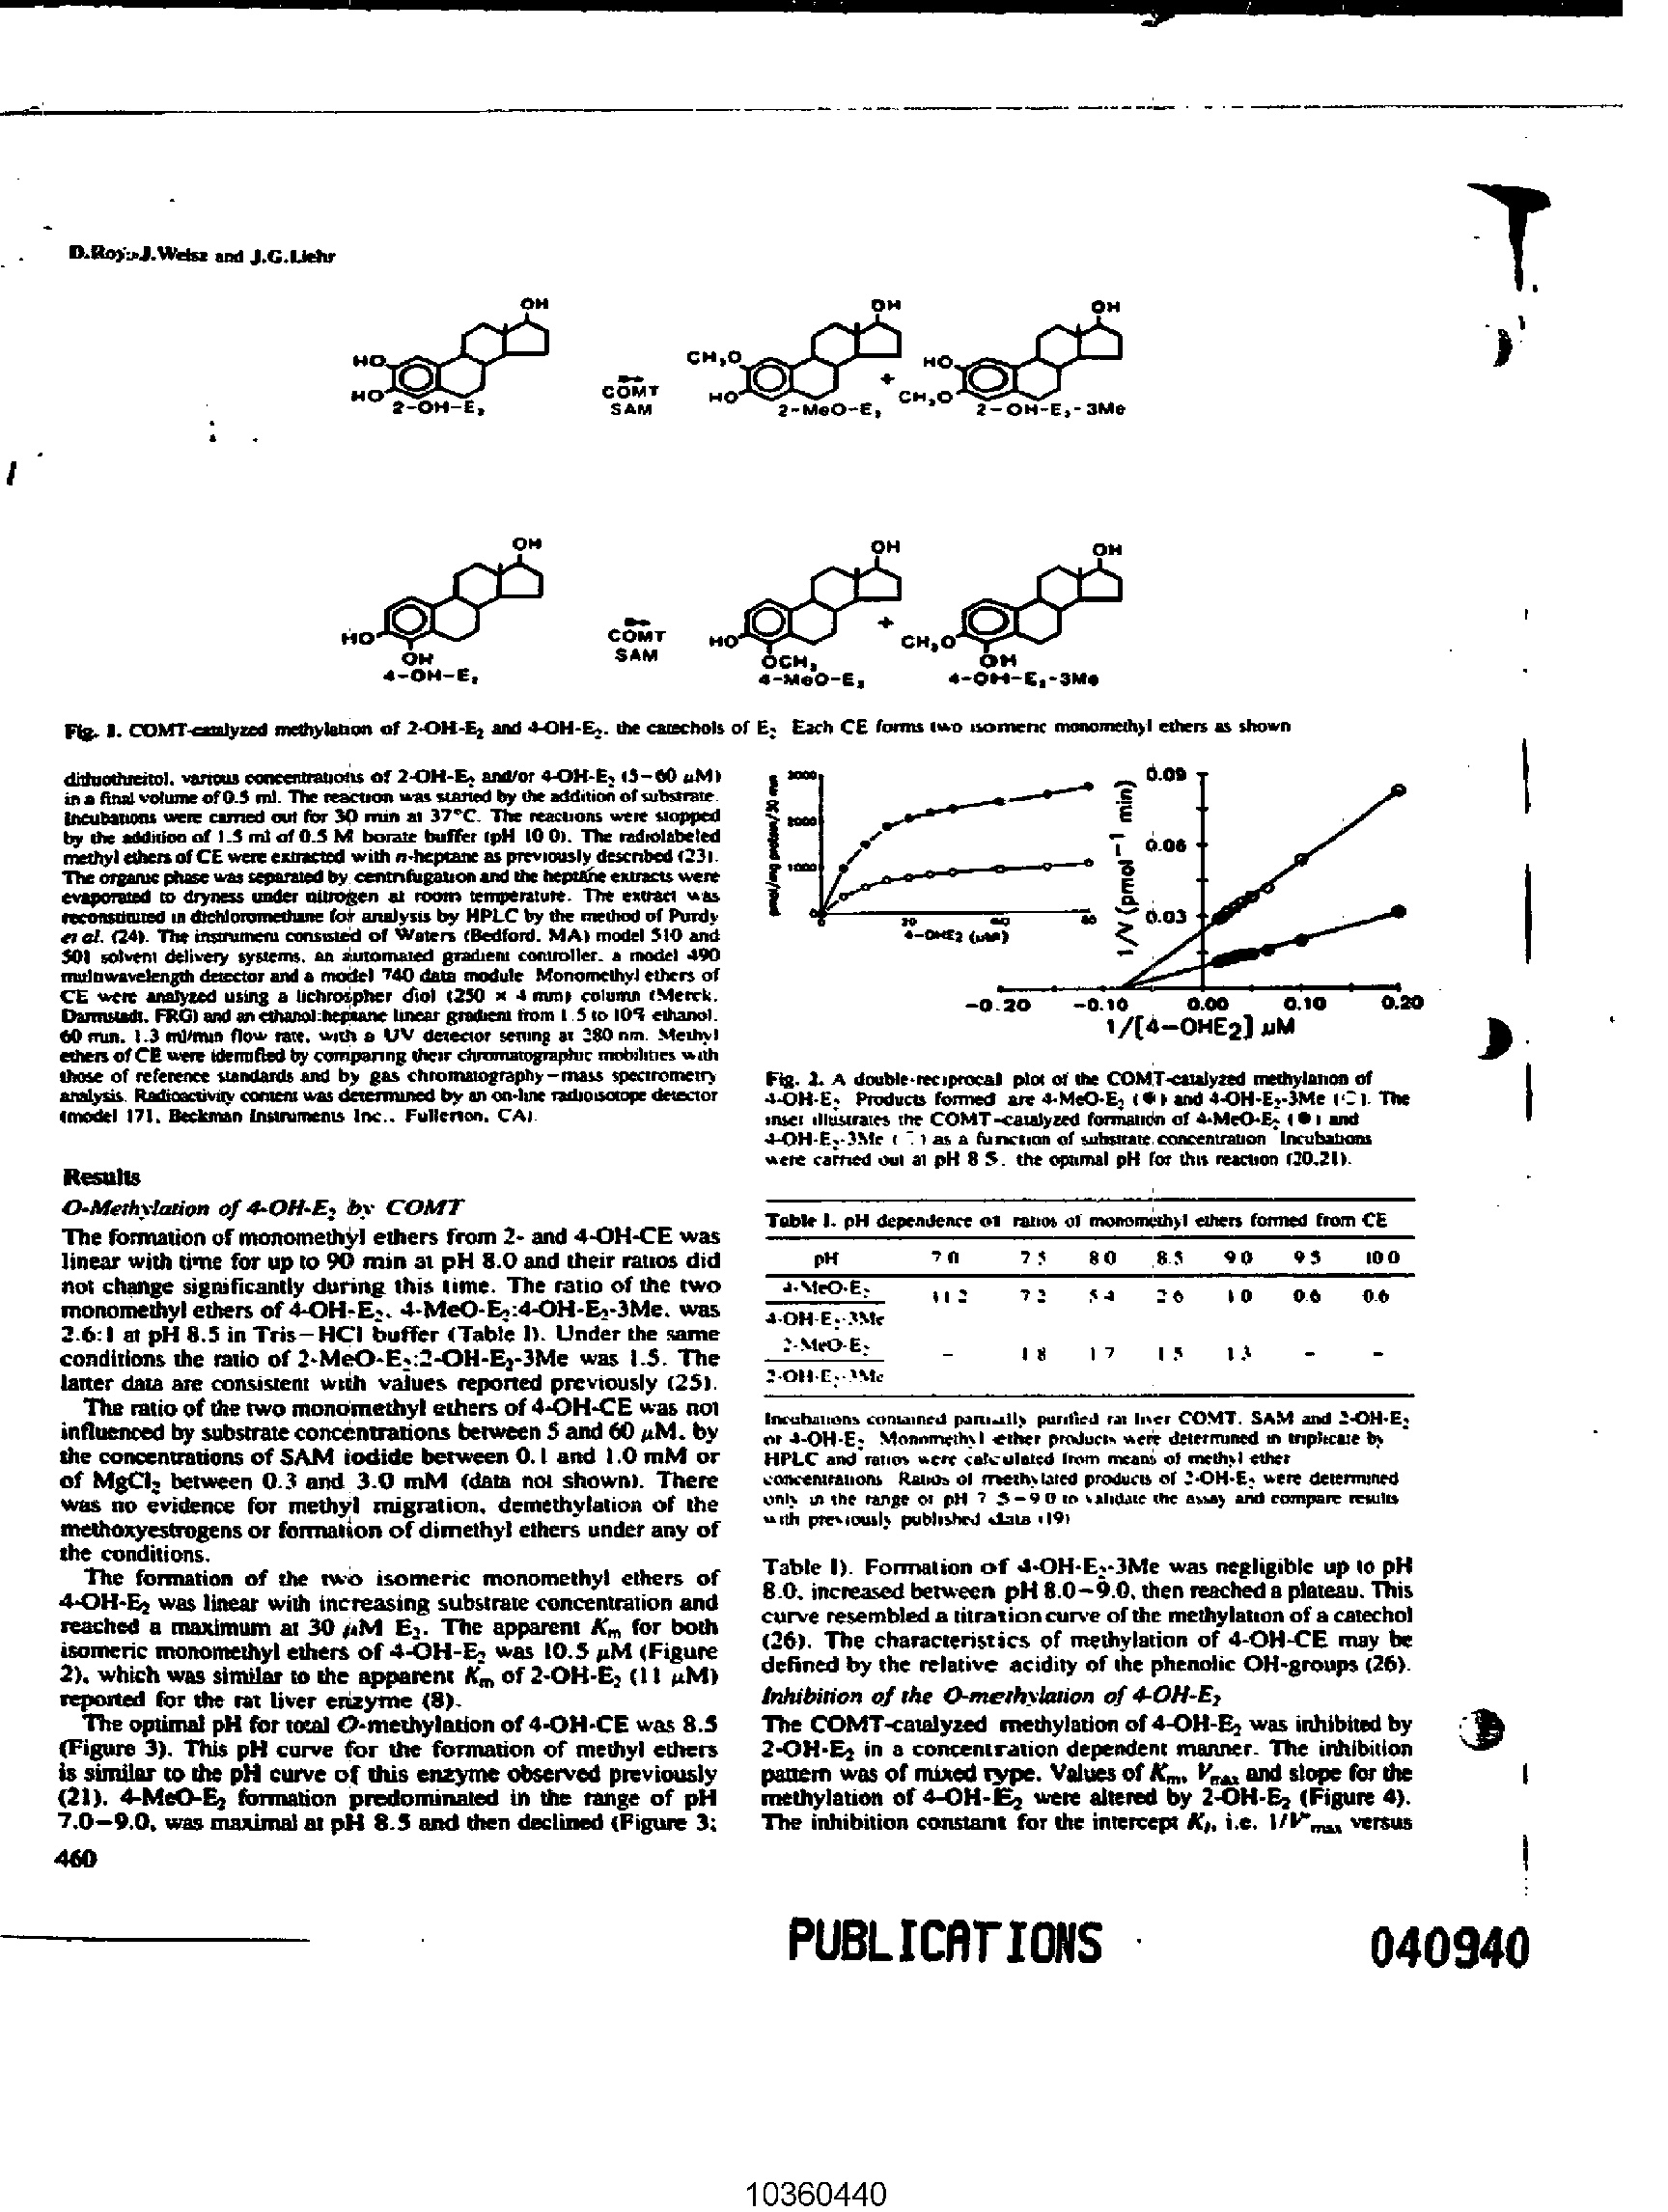 D.Roy, J.Weisz and J.G.Liehr
OH
HO
HO
2-OH-E₂
COMT
SAM
OH
CH₃O
HO
2-MeO-E₂
+
OH
HO
CH₃O
2-OH-E₂-3Me
OH
HO
OH
4-OH-E₂
COMT
SAM
OH
HO
OCH₃
4-MeO-E₂
+
OH
CH₃O
OH
4-OH-E₂-3Me
Fig. 1. COMT-catalyzed methylation of 2-OH-E₂ and 4-OH-E₂, the catechols of E₂ Each CE forms two isomeric monomethyl ethers as shown
dithiothreitol, various concentrations of 2-OH-E₂ and/or 4-OH-E₂ (5-60 μM)
in a final volume of 0.5 ml. The reaction was started by the addition of substrate.
Incubations were carried out for 30 min at 37°C. The reactions were stopped
by the addition of 1.5 ml of 0.5 M borate buffer (pH 10.0). The radiolabeled
methyl ethers of CE were extracted with n-heptane as previously described (23).
The organic phase was separated by centrifugation and the heptane extracts were
evaporated to dryness under nitrogen at room temperature. The extract was
reconstituted in dichloromethane for analysis by HPLC by the method of Purdy
et al. (24). The instrument consisted of Waters (Bedford, MA) model 510 and
501 solvent delivery systems, an automated gradient controller, a model 490
multiwavelength detector and a model 740 data module Monomethyl ethers of
CE were analyzed using a lichrospher diol (250 × 4 mm) column (Merck,
Darmstadt, FRG) and an ethanol:heptane linear gradient from 1.5 to 10% ethanol,
60 min, 1.3 ml/min flow rate, with a UV detector setting at 280 nm. Methyl
ethers of CE were identified by comparing their chromatographic mobilities with
those of reference standards and by gas chromatography-mass spectrometry
analysis. Radioactivity content was determined by an on-line radioisotope detector
(model 171, Beckman Instruments Inc., Fullerton, CA).
Results
O-Methylation of 4-OH-E₂ by COMT
The formation of monomethyl ethers from 2- and 4-OH-CE was
linear with time for up to 90 min at pH 8.0 and their ratios did
not change significantly during this time. The ratio of the two
monomethyl ethers of 4-OH-E₂, 4-MeO-E₂:4-OH-E₂-3Me, was
2.6:1 at pH 8.5 in Tris-HCl buffer (Table I). Under the same
conditions the ratio of 2-MeO-E₂:2-OH-E₂-3Me was 1.5. The
latter data are consistent with values reported previously (25).
The ratio of the two monomethyl ethers of 4-OH-CE was not
influenced by substrate concentrations between 5 and 60 μM, by
the concentrations of SAM iodide between 0.1 and 1.0 mM or
of MgCl₂ between 0.3 and 3.0 mM (data not shown). There
was no evidence for methyl migration, demethylation of the
methoxyestrogens or formation of dimethyl ethers under any of
the conditions.
The formation of the two isomeric monomethyl ethers of
4-OH-E₂ was linear with increasing substrate concentration and
reached a maximum at 30 μM E₂. The apparent Kₘ for both
isomeric monomethyl ethers of 4-OH-E₂ was 10.5 μM (Figure
2), which was similar to the apparent Kₘ of 2-OH-E₂ (11 μM)
reported for the rat liver enzyme (8).
The optimal pH for total O-methylation of 4-OH-CE was 8.5
(Figure 3). This pH curve for the formation of methyl ethers
is similar to the pH curve of this enzyme observed previously
(21). 4-MeO-E₂ formation predominated in the range of pH
7.0-9.0, was maximal at pH 8.5 and then declined (Figure 3;
460
pmol/mg protein/30 min
3000
2000
1000
0
0 20 40 60
4-OHE2 (μM)
1/V (pmol⁻¹ min)
0.09
0.06
0.03
-0.20 -0.10 0.00 0.10 0.20
1/[4-OHE₂] μM
Fig. 2. A double-reciprocal plot of the COMT-catalyzed methylation of
4-OH-E₂ Products formed are 4-MeO-E₂ (●) and 4-OH-E₂-3Me (○). The
inset illustrates the COMT-catalyzed formation of 4-MeO-E₂ (●) and
4-OH-E₂-3Me (○) as a function of substrate concentration Incubations
were carried out at pH 8.5, the optimal pH for this reaction (20,21).
Table I. pH dependence of ratios of monomethyl ethers formed from CE
pH 7.0 7.5 8.0 8.5 9.0 9.5 10.0
4-MeO-E₂
11.2 7.2 5.4 2.6 1.0 0.6 0.6
4-OH-E₂-3Me
2-MeO-E₂
- 1.8 1.7 1.5 1.3 - -
2-OH-E₂-3Me
Incubations contained partially purified rat liver COMT, SAM and 2-OH-E₂
or 4-OH-E₂ Monomethyl ether products were determined in triplicate by
HPLC and ratios were calculated from means of methyl ether
concentrations Ratios of methylated products of 2-OH-E₂ were determined
only in the range of pH 7.5-9.0 to validate the assay and compare results
with previously published data (19)
Table I). Formation of 4-OH-E₂-3Me was negligible up to pH
8.0, increased between pH 8.0-9.0, then reached a plateau. This
curve resembled a titration curve of the methylation of a catechol
(26). The characteristics of methylation of 4-OH-CE may be
defined by the relative acidity of the phenolic OH-groups (26).
Inhibition of the O-methylation of 4-OH-E₂
The COMT-catalyzed methylation of 4-OH-E₂ was inhibited by
2-OH-E₂ in a concentration dependent manner. The inhibition
pattern was of mixed type. Values of Kₘ, Vₘₐₓ and slope for the
methylation of 4-OH-E₂ were altered by 2-OH-E₂ (Figure 4).
The inhibition constant for the intercept Kᵢ, i.e. 1/Vₘₐₓ versus
PUBLICATIONS
040940
10360440